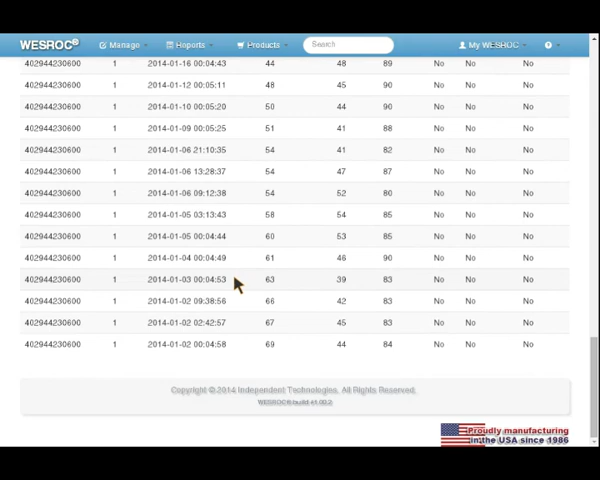 WESROC® Manage Reports Products Search My WESROC
402944230600 1 2014-01-16 00:04:43 44 48 89 No No No
402944230600 1 2014-01-12 00:05:11 48 45 90 No No No
402944230600 1 2014-01-10 00:05:20 50 44 90 No No No
402944230600 1 2014-01-09 00:05:25 51 41 88 No No No
402944230600 1 2014-01-06 21:10:35 54 41 82 No No No
402944230600 1 2014-01-06 13:28:37 54 47 87 No No No
402944230600 1 2014-01-06 09:12:38 54 52 80 No No No
402944230600 1 2014-01-05 03:13:43 58 54 85 No No No
402944230600 1 2014-01-05 00:04:44 60 53 85 No No No
402944230600 1 2014-01-04 00:04:49 61 46 90 No No No
402944230600 1 2014-01-03 00:04:53 63 39 83 No No No
402944230600 1 2014-01-02 09:38:56 66 42 83 No No No
402944230600 1 2014-01-02 02:42:57 67 45 83 No No No
402944230600 1 2014-01-02 00:04:58 69 44 84 No No No
Copyright © 2014 Independent Technologies, All Rights Reserved.
WESROC® build
Proudly manufacturing
in the USA since 1986